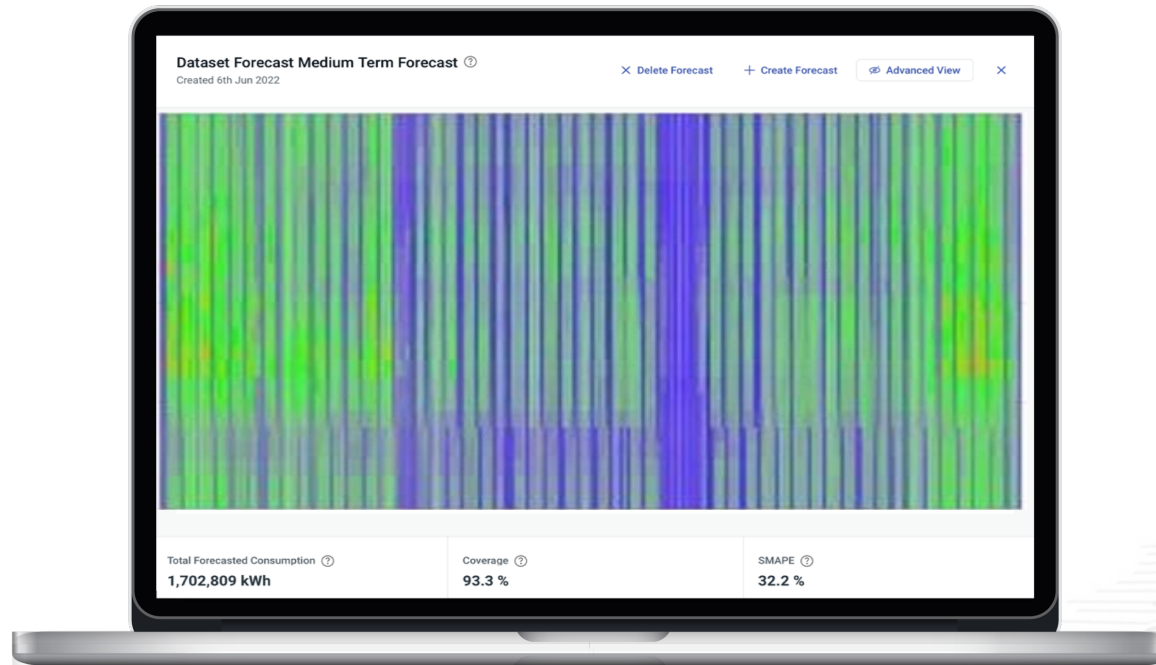 Dataset Forecast Medium Term Forecast
Created 6th Jun 2022
Delete Forecast
Create Forecast
Advanced View
Total Forecasted Consumption
1,702,809 kWh
Coverage
93.3 %
SMAPE
32.2 %